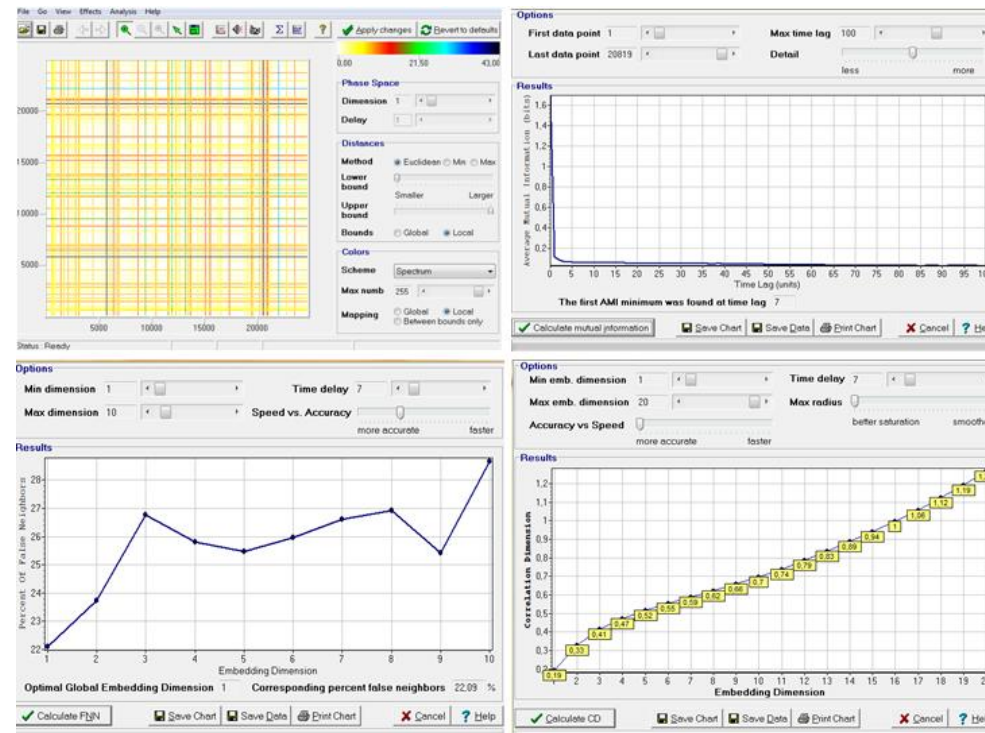 File Go View Effects Analysis Help
Apply changes Revert to defaults
0,00 21,50 43,00
Phase Space
Dimension 1
Delay 1
Distances
Method Euclidean Min Max
Lower bound
Smaller Larger
Upper bound
Bounds Global Local
Colors
Scheme Spectrum
Max numb 255
Mapping Global Local
Between bounds only
20000
15000
10000
5000
5000 10000 15000 20000
Status : Ready
Options
First data point 1 Max time lag 100
Last data point 20819 Detail
less more
Results
Average Mutual Information (bits)
1,6
1,4
1,2
1
0,8
0,6
0,4
0,2
0 5 10 15 20 25 30 35 40 45 50 55 60 65 70 75 80 85 90 95
Time Lag (units)
The first AMI minimum was found at time lag 7
Calculate mutual information Save Chart Save Data Print Chart Cancel ?
Options
Min dimension 1 Time delay 7
Max dimension 10 Speed vs. Accuracy
more accurate faster
Results
Percent Of False Neighbors
28
27
26
25
24
23
22
1 2 3 4 5 6 7 8 9 10
Embedding Dimension
Optimal Global Embedding Dimension 1 Corresponding percent false neighbors 22,09 %
Calculate FNN Save Chart Save Data Print Chart Cancel ? Help
Options
Min emb. dimension 1 Time delay 7
Max emb. dimension 20 Max radius
better saturation
Accuracy vs Speed
more accurate faster
Results
Correlation Dimension
1,2
1,1
1
0,9
0,8
0,7
0,6
0,5
0,4
0,3
0,2
0,19 0,33 0,41 0,47 0,52 0,55 0,59 0,62 0,66 0,7 0,74 0,79 0,83 0,89 0,94 1 1,06 1,12 1,19
2 3 4 5 6 7 8 9 10 11 12 13 14 15 16 17 18 19
Embedding Dimension
Calculate CD Save Chart Save Data Print Chart Cancel ?